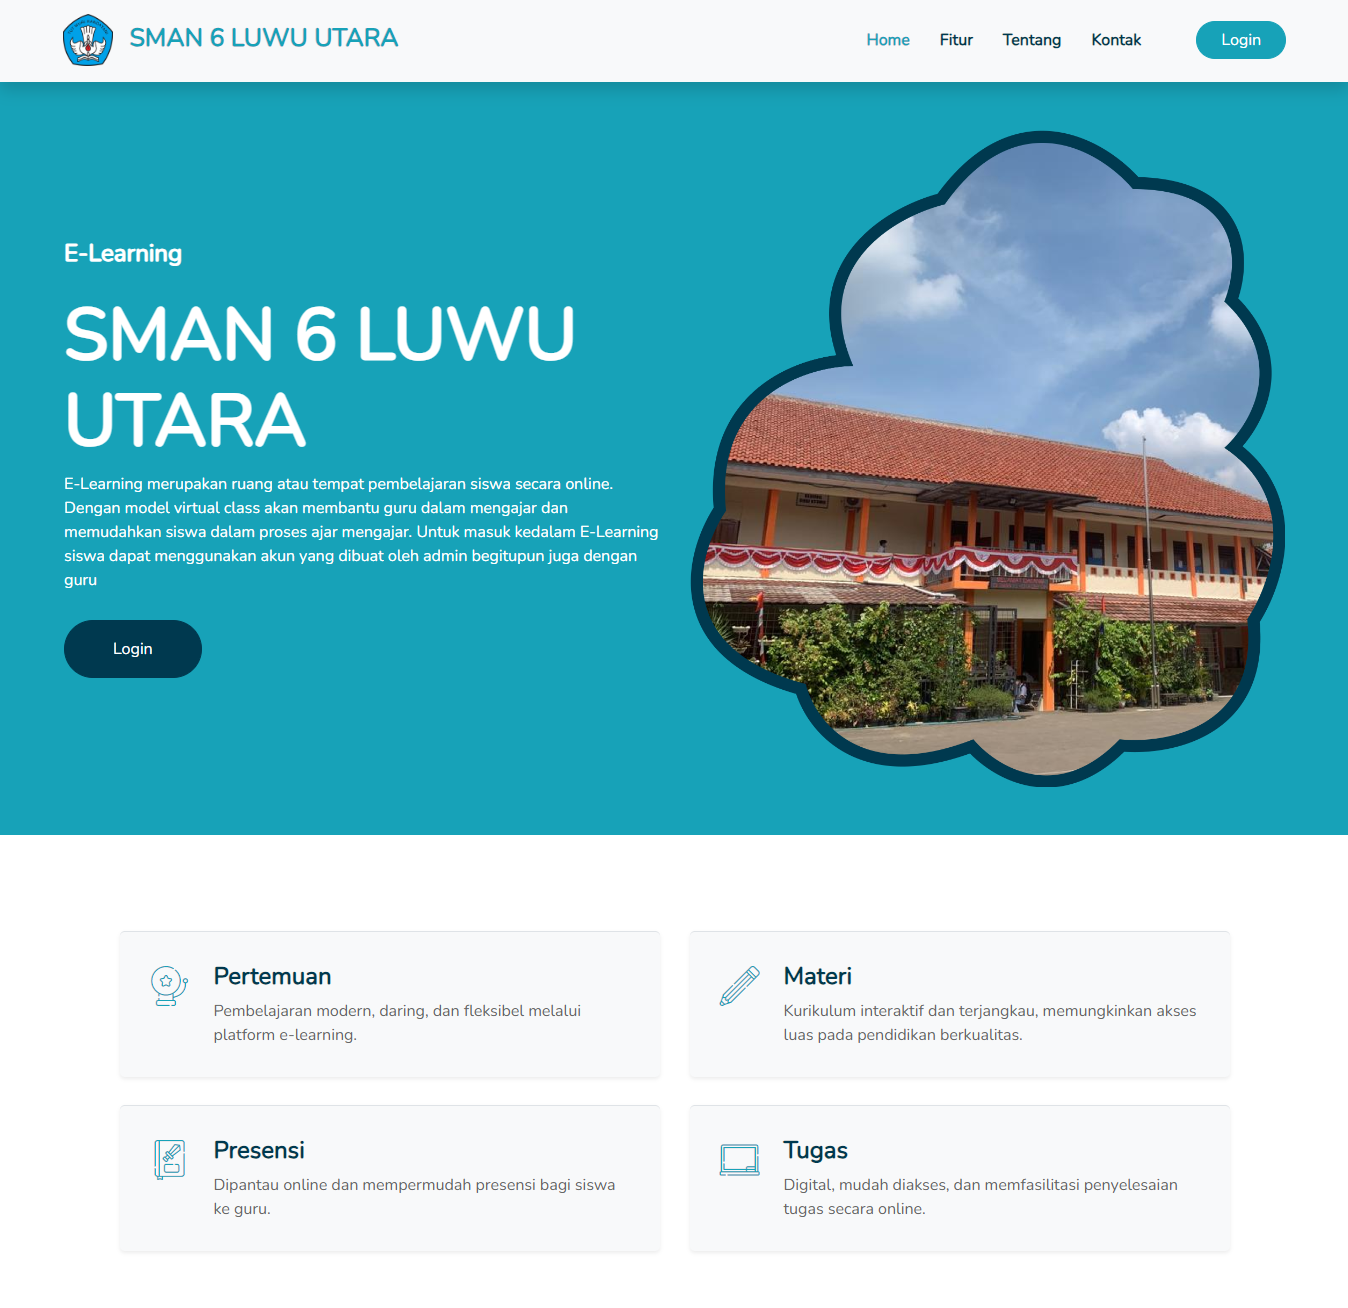 SMAN 6 LUWU UTARA
Home Fitur Tentang Kontak Login
E-Learning
SMAN 6 LUWU
UTARA
E-Learning merupakan ruang atau tempat pembelajaran siswa secara online.
Dengan model virtual class akan membantu guru dalam mengajar dan
memudahkan siswa dalam proses ajar mengajar. Untuk masuk kedalam E-Learning
siswa dapat menggunakan akun yang dibuat oleh admin begitupun juga dengan
guru
Login
Pertemuan
Pembelajaran modern, daring, dan fleksibel melalui
platform e-learning.
Materi
Kurikulum interaktif dan terjangkau, memungkinkan akses
luas pada pendidikan berkualitas.
Presensi
Dipantau online dan mempermudah presensi bagi siswa
ke guru.
Tugas
Digital, mudah diakses, dan memfasilitasi penyelesaian
tugas secara online.